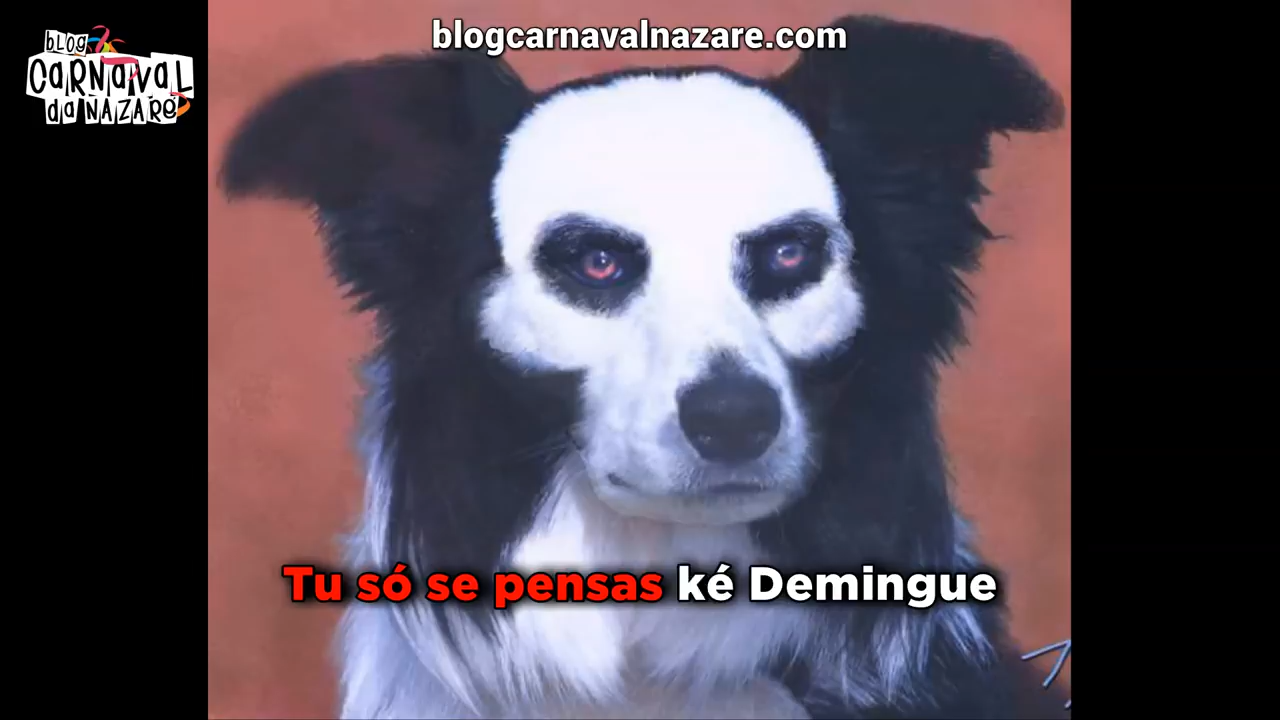 blogcarnavalnazare.com
BLOG
CARNAVAL
da NAZARÉ
Tu só se pensas ké Demingue